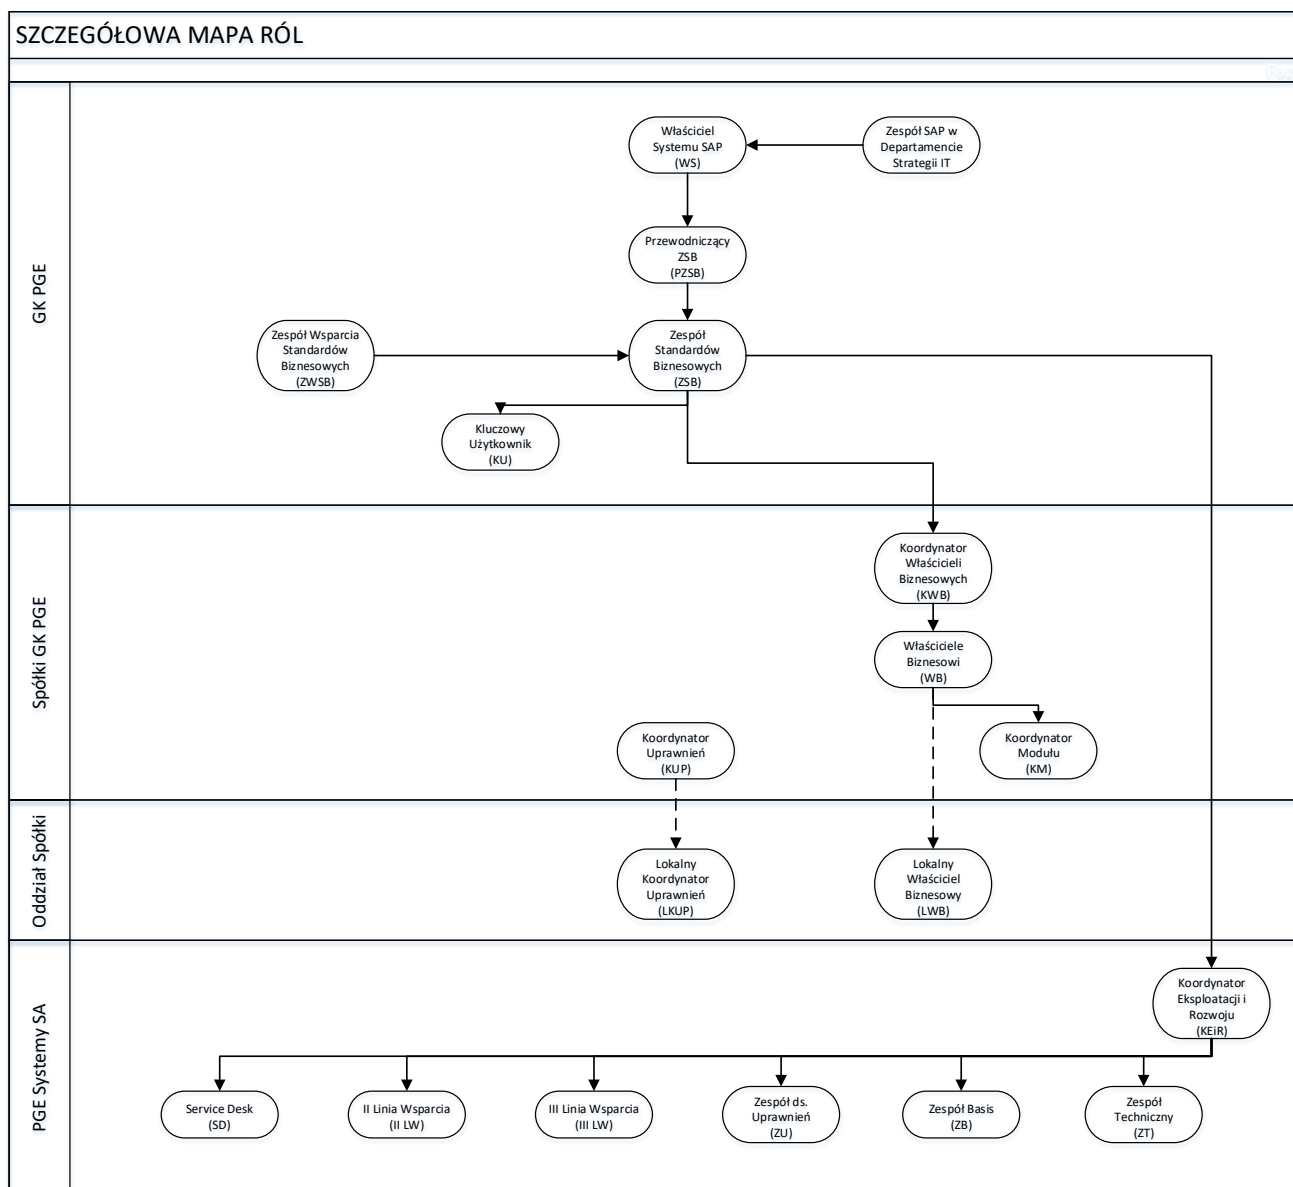 SZCZEGÓŁOWA MAPA RÓL
GK PGE
Właściciel
Systemu SAP
(WS)
Zespół SAP w
Departamencie
Strategii IT
Przewodniczący
ZSB
(PZSB)
Zespół Wsparcia
Standardów
Biznesowych
(ZWSB)
Zespół
Standardów
Biznesowych
(ZSB)
Kluczowy
Użytkownik
(KU)
Spółki GK PGE
Koordynator
Właścicieli
Biznesowych
(KWB)
Właściciele
Biznesowi
(WB)
Koordynator
Uprawnień
(KUP)
Koordynator
Modułu
(KM)
Oddział Spółki
Lokalny
Koordynator
Uprawnień
(LKUP)
Lokalny
Właściciel
Biznesowy
(LWB)
PGE Systemy SA
Koordynator
Eksploatacji i
Rozwoju
(KEiR)
Service Desk
(SD)
II Linia Wsparcia
(II LW)
III Linia Wsparcia
(III LW)
Zespół ds.
Uprawnień
(ZU)
Zespół Basis
(ZB)
Zespół
Techniczny
(ZT)